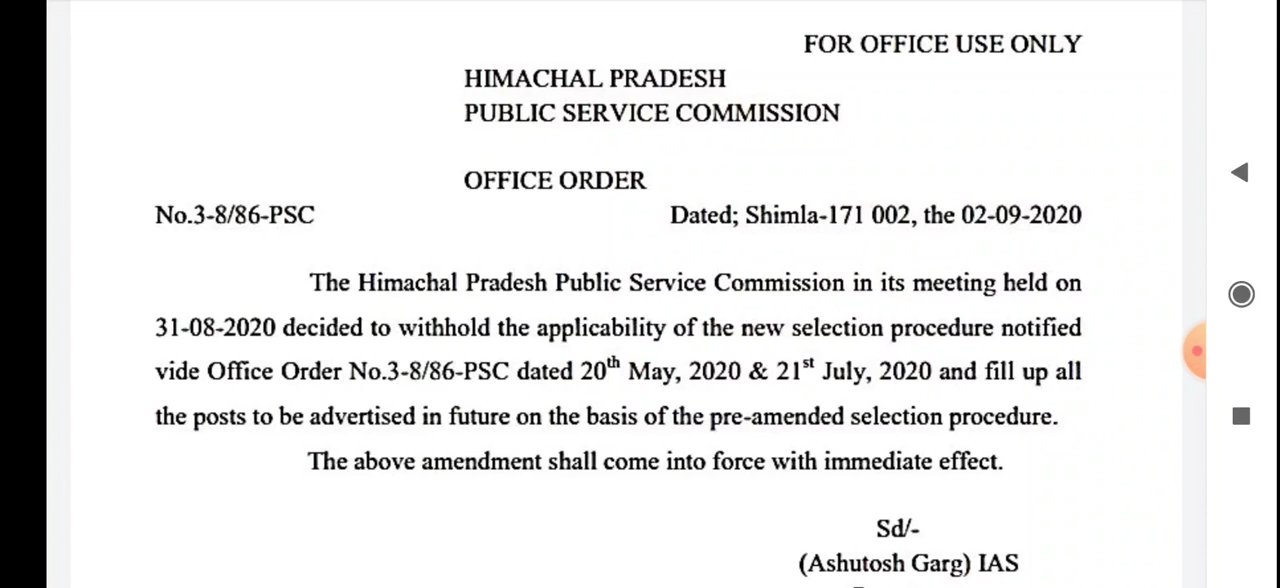 FOR OFFICE USE ONLY
HIMACHAL PRADESH
PUBLIC SERVICE COMMISSION
OFFICE ORDER
No.3-8/86-PSC Dated; Shimla-171 002, the 02-09-2020
The Himachal Pradesh Public Service Commission in its meeting held on
31-08-2020 decided to withhold the applicability of the new selection procedure notified
vide Office Order No.3-8/86-PSC dated 20th May, 2020 & 21st July, 2020 and fill up all
the posts to be advertised in future on the basis of the pre-amended selection procedure.
The above amendment shall come into force with immediate effect.
Sd/-
(Ashutosh Garg) IAS